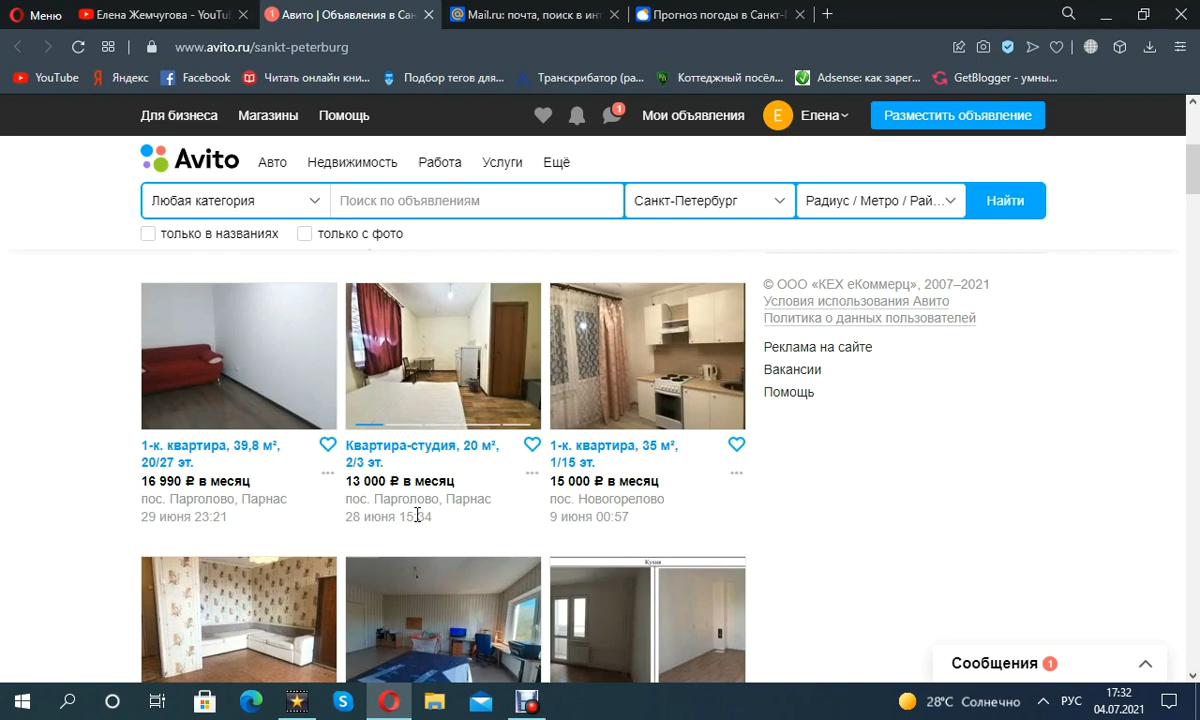 Меню
Елена Жемчугова - YouTu
Авито | Объявления в Сан
Mail.ru: почта, поиск в инт
Прогноз погоды в Санкт-
www.avito.ru/sankt-peterburg
YouTube
Яндекс
Facebook
Читать онлайн кни...
Подбор тегов для...
Транскрибатор (ра...
Коттеджный посёл...
Adsense: как зарег...
GetBlogger - умны...
Для бизнеса
Магазины
Помощь
1
Мои объявления
Е
Елена
Разместить объявление
Avito
Авто
Недвижимость
Работа
Услуги
Ещё
Любая категория
Поиск по объявлениям
Санкт-Петербург
Радиус / Метро / Рай...
Найти
только в названиях
только с фото
1-к. квартира, 39,8 м²,
20/27 эт.
16 990 ₽ в месяц
пос. Парголово, Парнас
29 июня 23:21
Квартира-студия, 20 м²,
2/3 эт.
13 000 ₽ в месяц
пос. Парголово, Парнас
28 июня 15:34
1-к. квартира, 35 м²,
1/15 эт.
15 000 ₽ в месяц
пос. Новогорелово
9 июня 00:57
© ООО «КЕХ еКоммерц», 2007–2021
Условия использования Авито
Политика о данных пользователей
Реклама на сайте
Вакансии
Помощь
Кухня
Сообщения 1
28°C Солнечно
РУС
17:32
04.07.2021